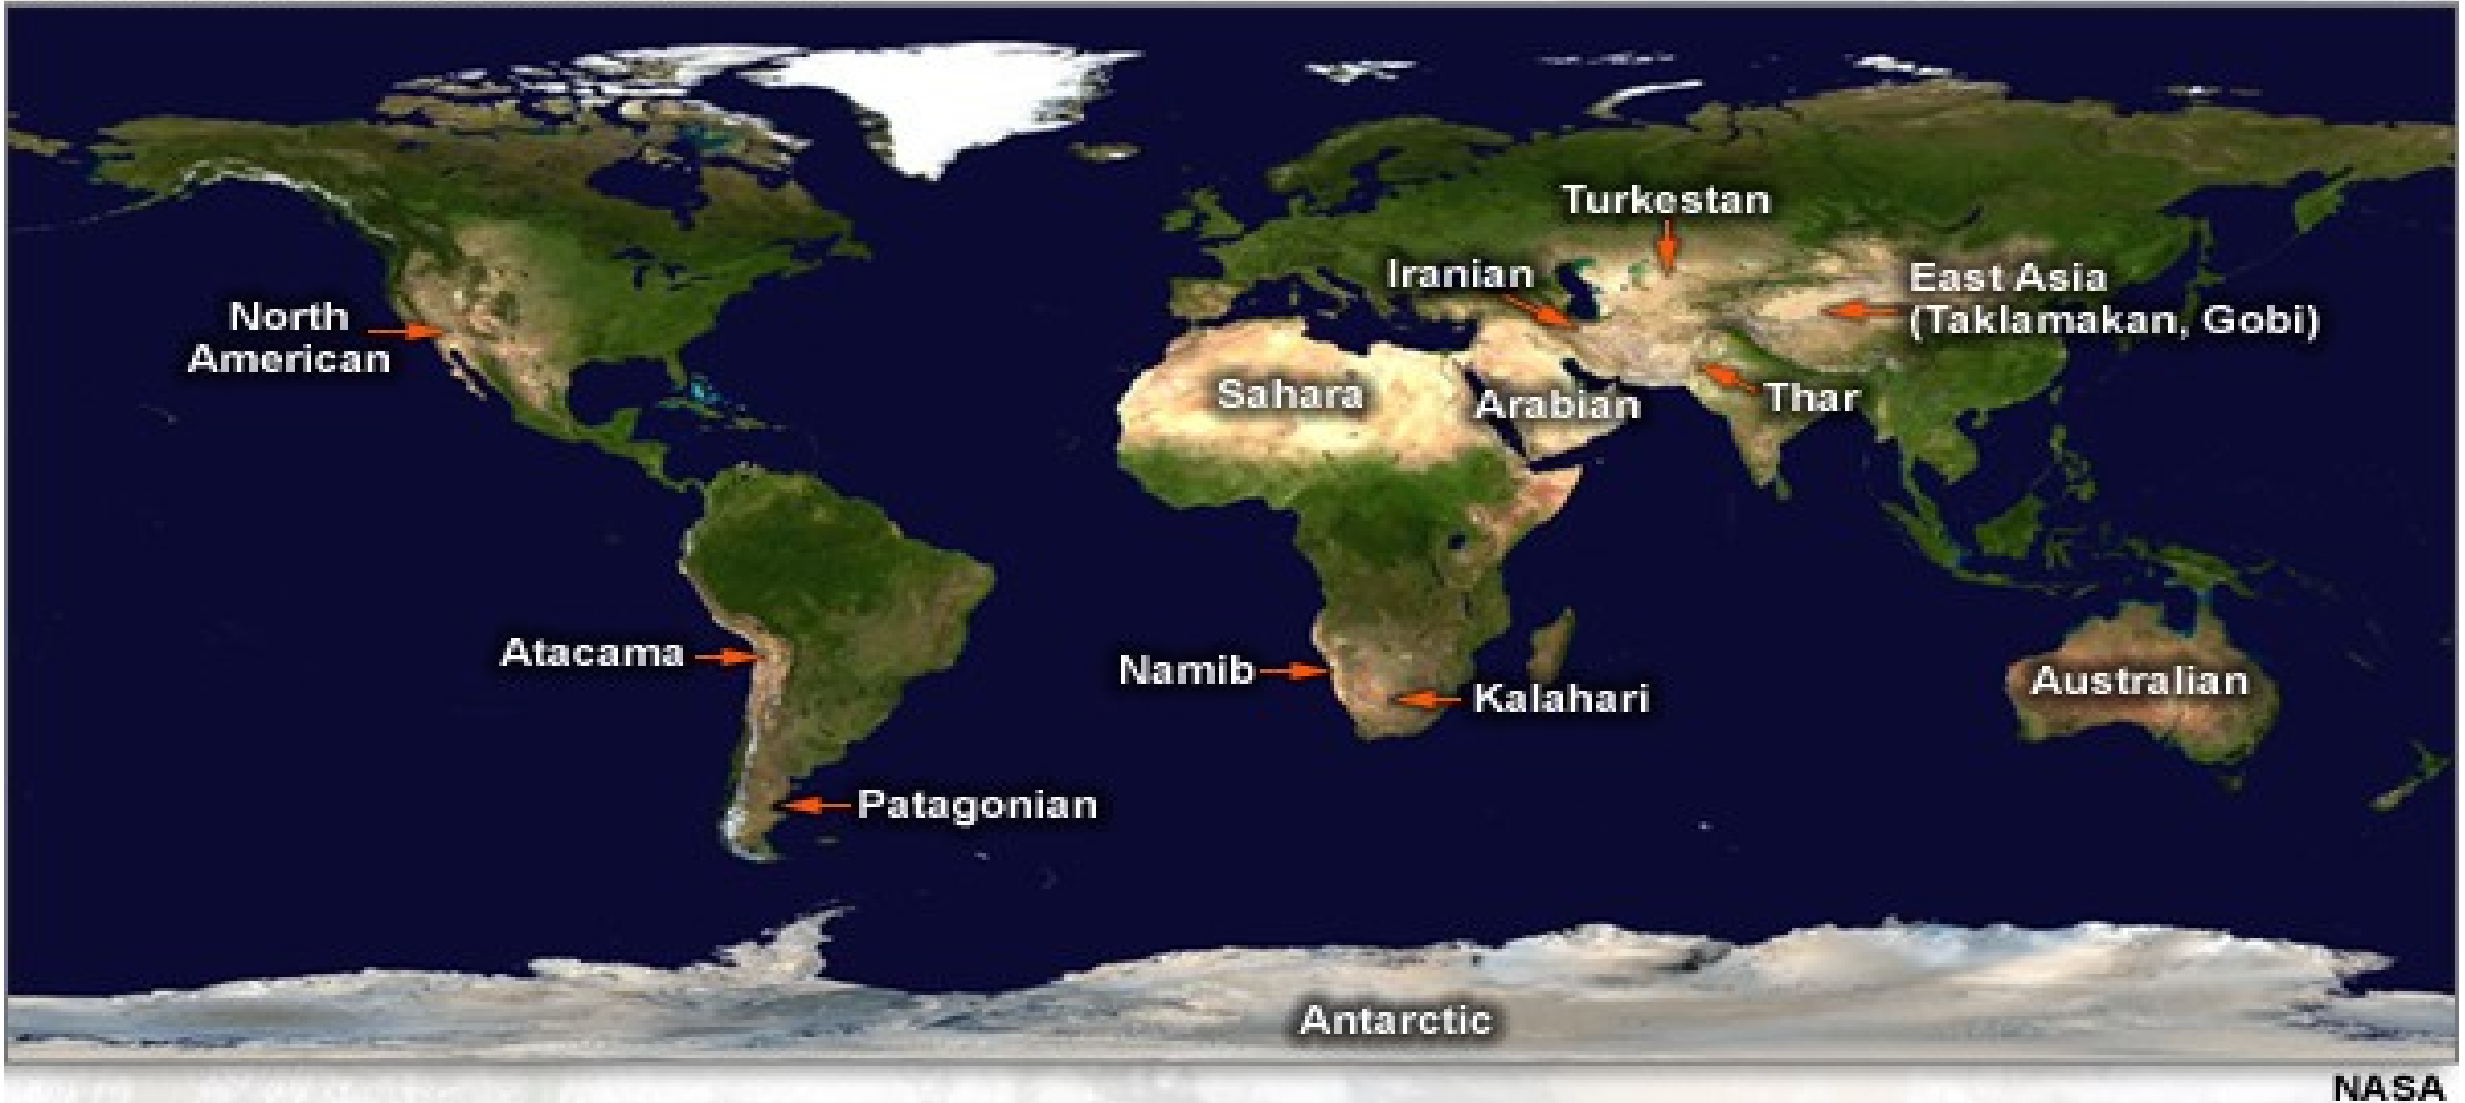 Turkestan
Iranian
East Asia
(Taklamakan, Gobi)
North
American
Sahara
Arabian
Thar
Atacama
Namib
Kalahari
Australian
Patagonian
Antarctic
NASA